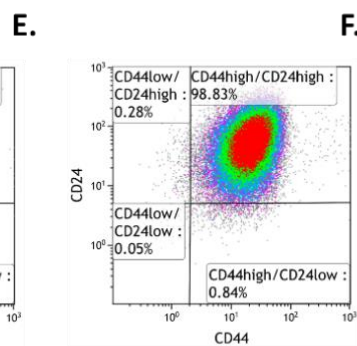 E.
F.
CD44low/
CD24high :
0.28%
CD44high/CD24high :
98.83%
CD44low/
CD24low :
0.05%
CD44high/CD24low :
0.84%
CD24
10³
10²
10¹
10⁰
10⁰
10¹
10²
10³
CD44
:
10³